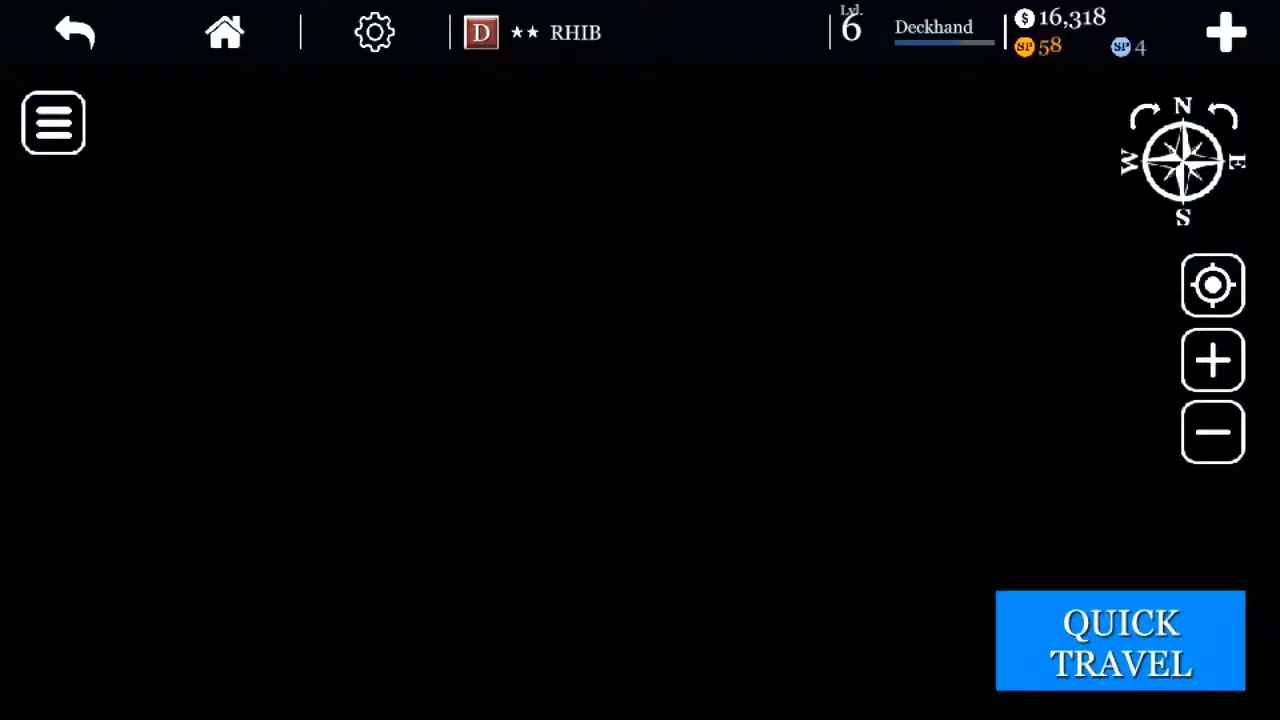 D ★★ RHIB
Lvl.
6
Deckhand
$ 16,318
SP 58
SP 4
N
W
E
S
QUICK
TRAVEL